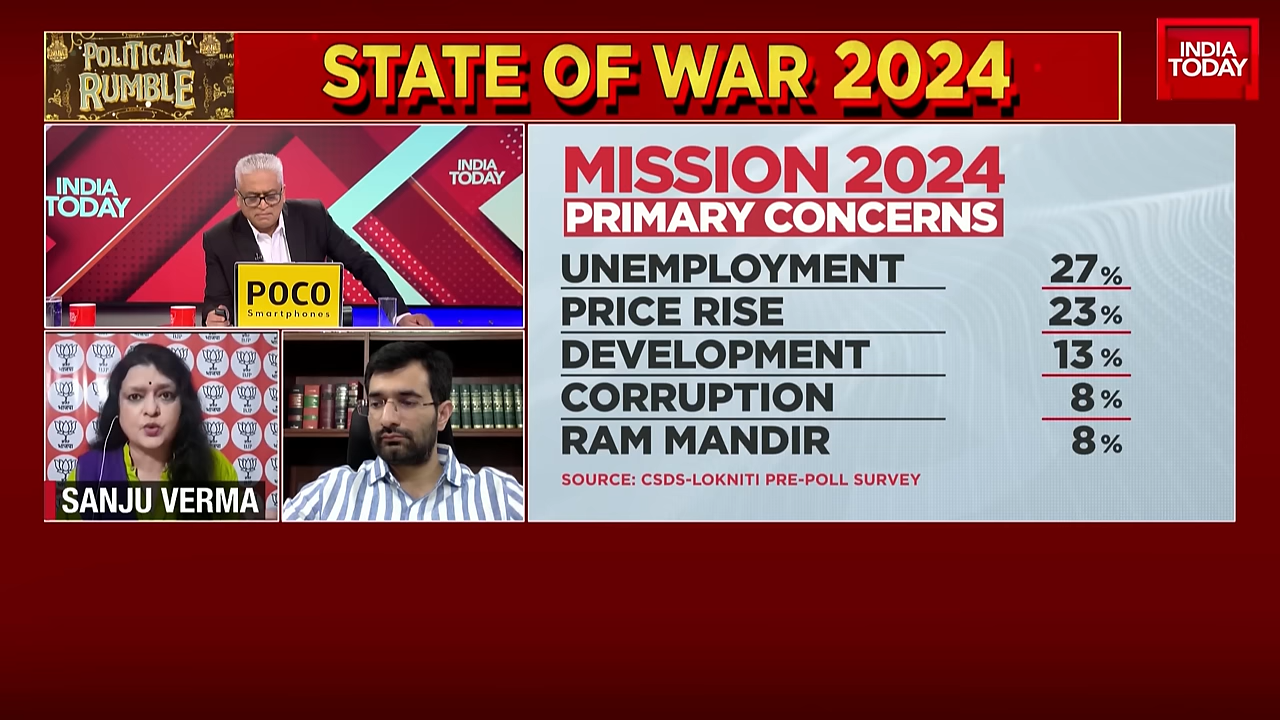 POLITICAL
RUMBLE
STATE OF WAR 2024
INDIA
TODAY
INDIA
TODAY
INDIA
TODAY
POCO
Smartphones
SANJU VERMA
MISSION 2024
PRIMARY CONCERNS
UNEMPLOYMENT 27%
PRICE RISE 23%
DEVELOPMENT 13%
CORRUPTION 8%
RAM MANDIR 8%
SOURCE: CSDS-LOKNITI PRE-POLL SURVEY